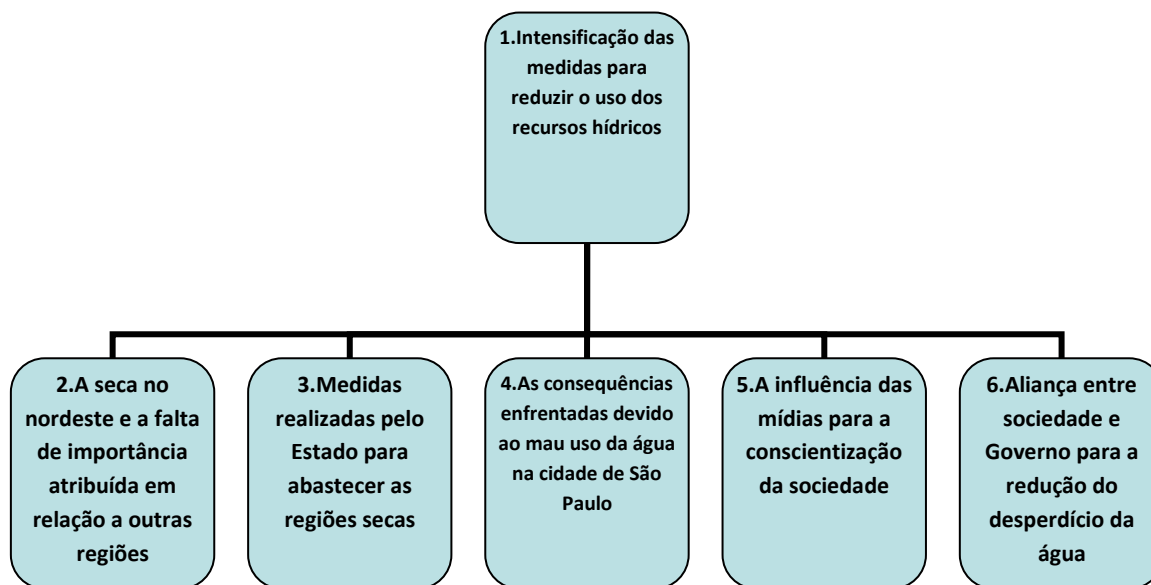 1.Intensificação das
medidas para
reduzir o uso dos
recursos hídricos
2.A seca no
nordeste e a falta
de importância
atribuída em
relação a outras
regiões
3.Medidas
realizadas pelo
Estado para
abastecer as
regiões secas
4.As consequências
enfrentadas devido
ao mau uso da água
na cidade de São
Paulo
5.A influência das
mídias para a
conscientização
da sociedade
6.Aliança entre
sociedade e
Governo para a
redução do
desperdício da
água